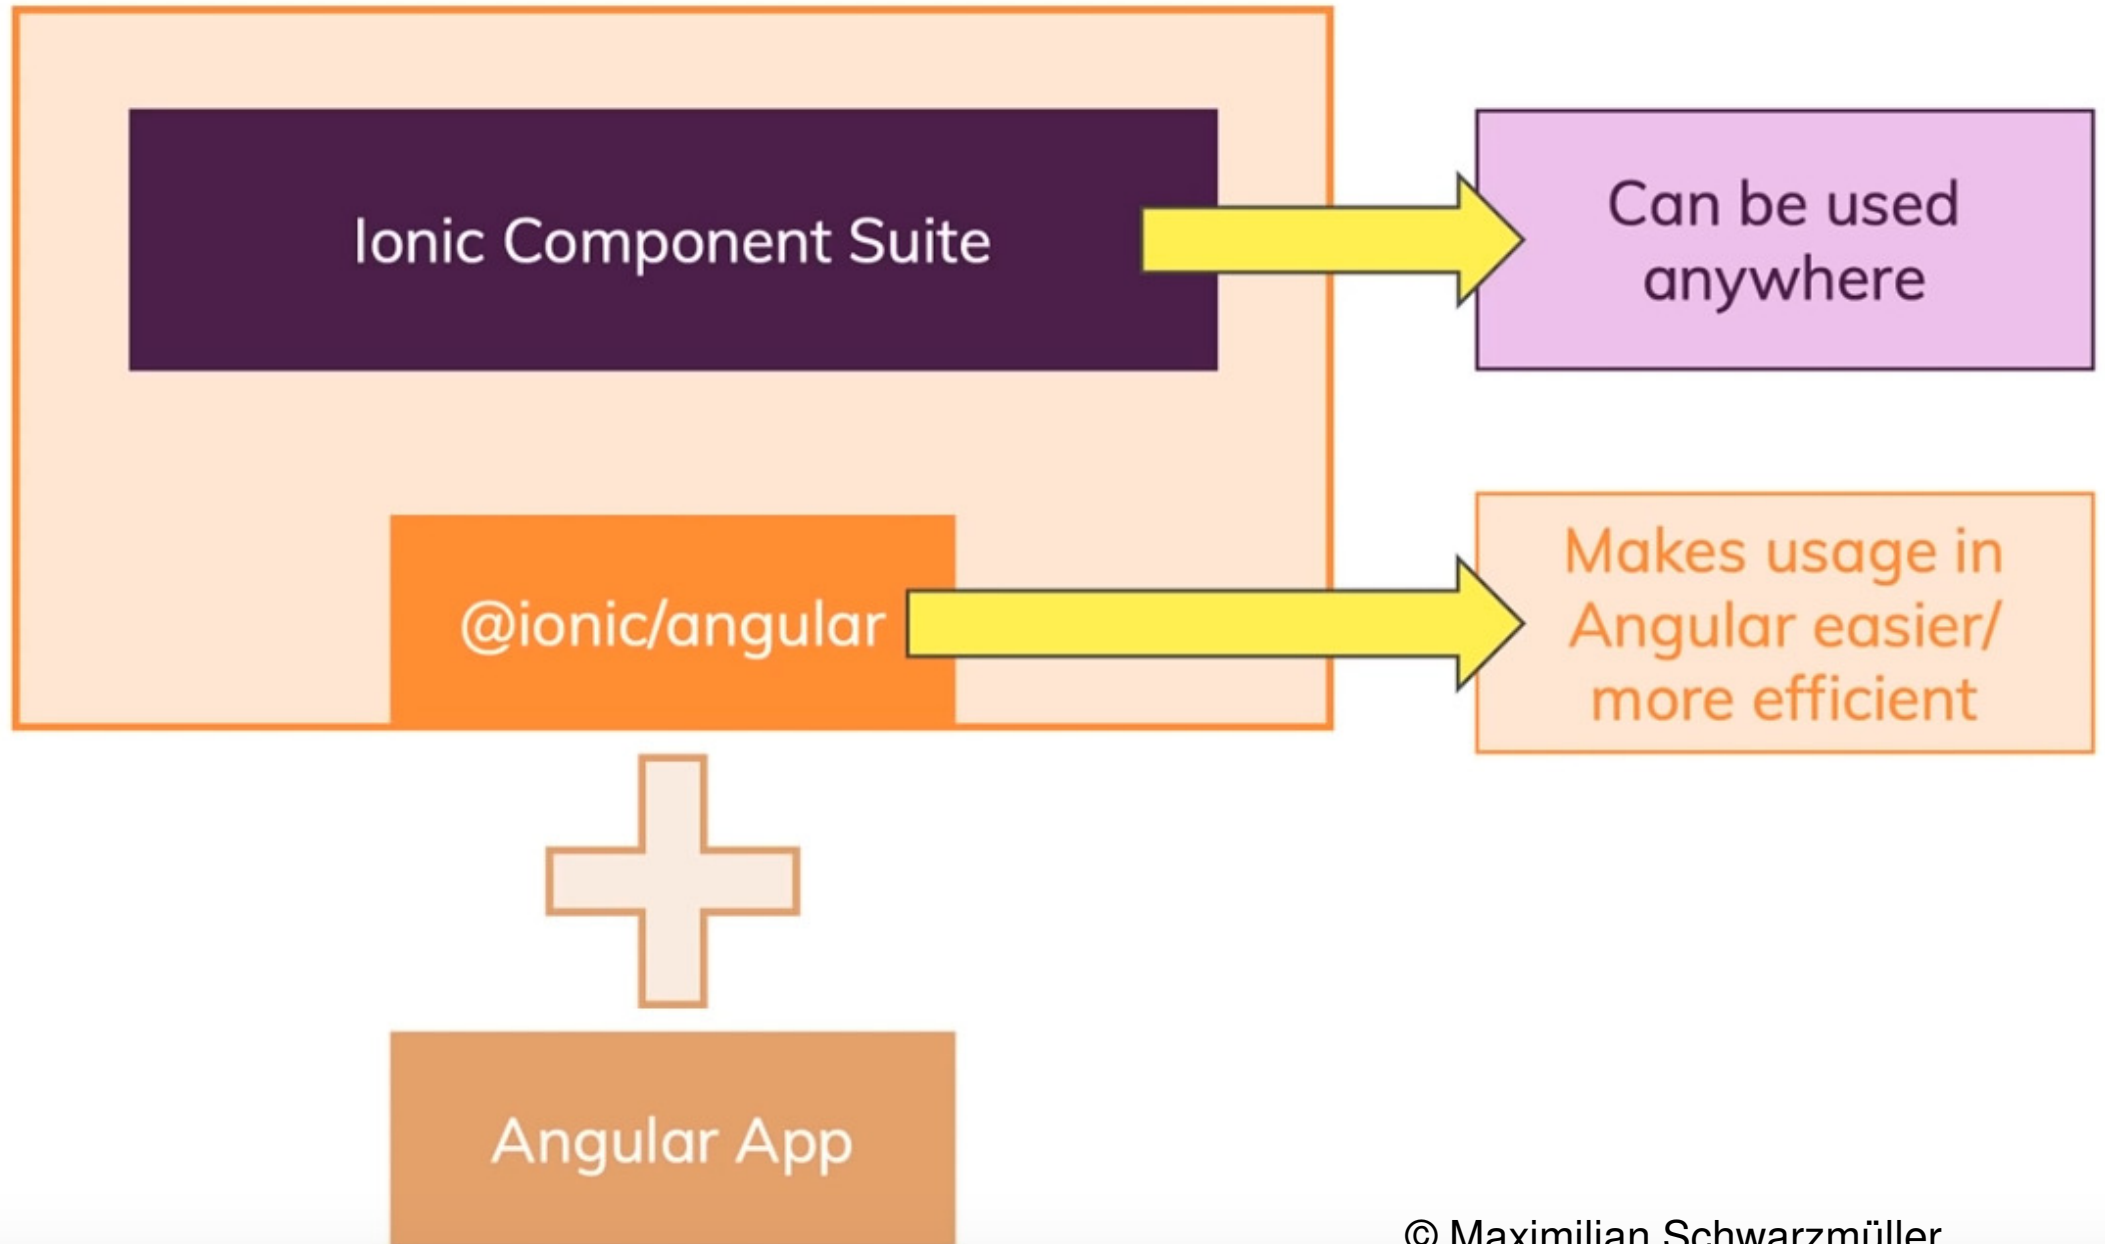 Ionic Component Suite
Can be used
anywhere
@ionic/angular
Makes usage in
Angular easier/
more efficient
Angular App
© Maximilian Schwarzmüller